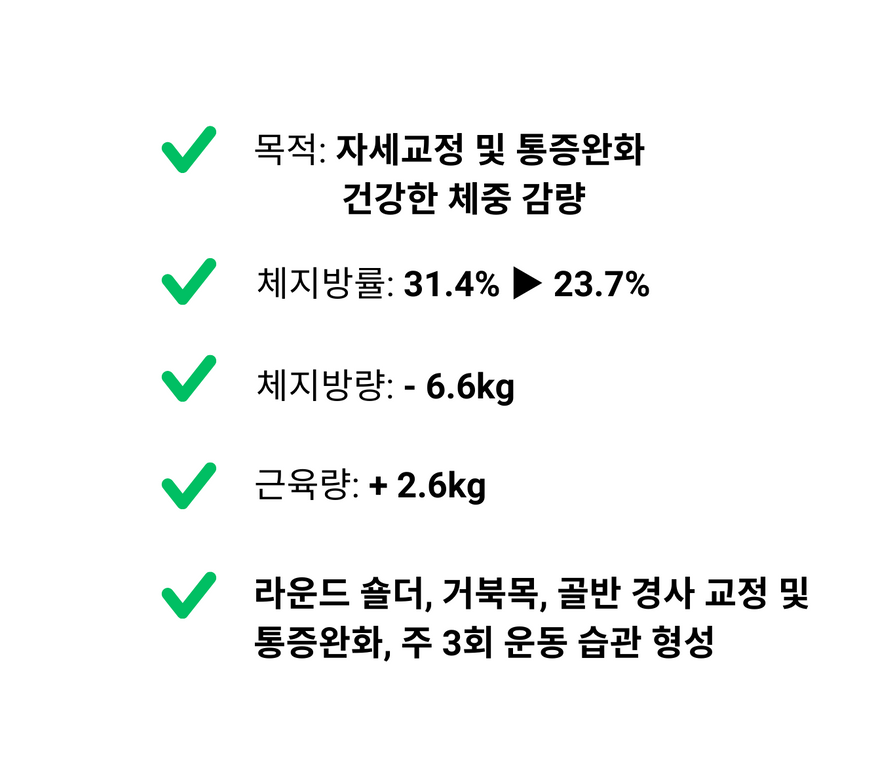 목적: 자세교정 및 통증완화
건강한 체중 감량
체지방률: 31.4% ▶ 23.7%
체지방량: - 6.6kg
근육량: + 2.6kg
라운드 숄더, 거북목, 골반 경사 교정 및
통증완화, 주 3회 운동 습관 형성